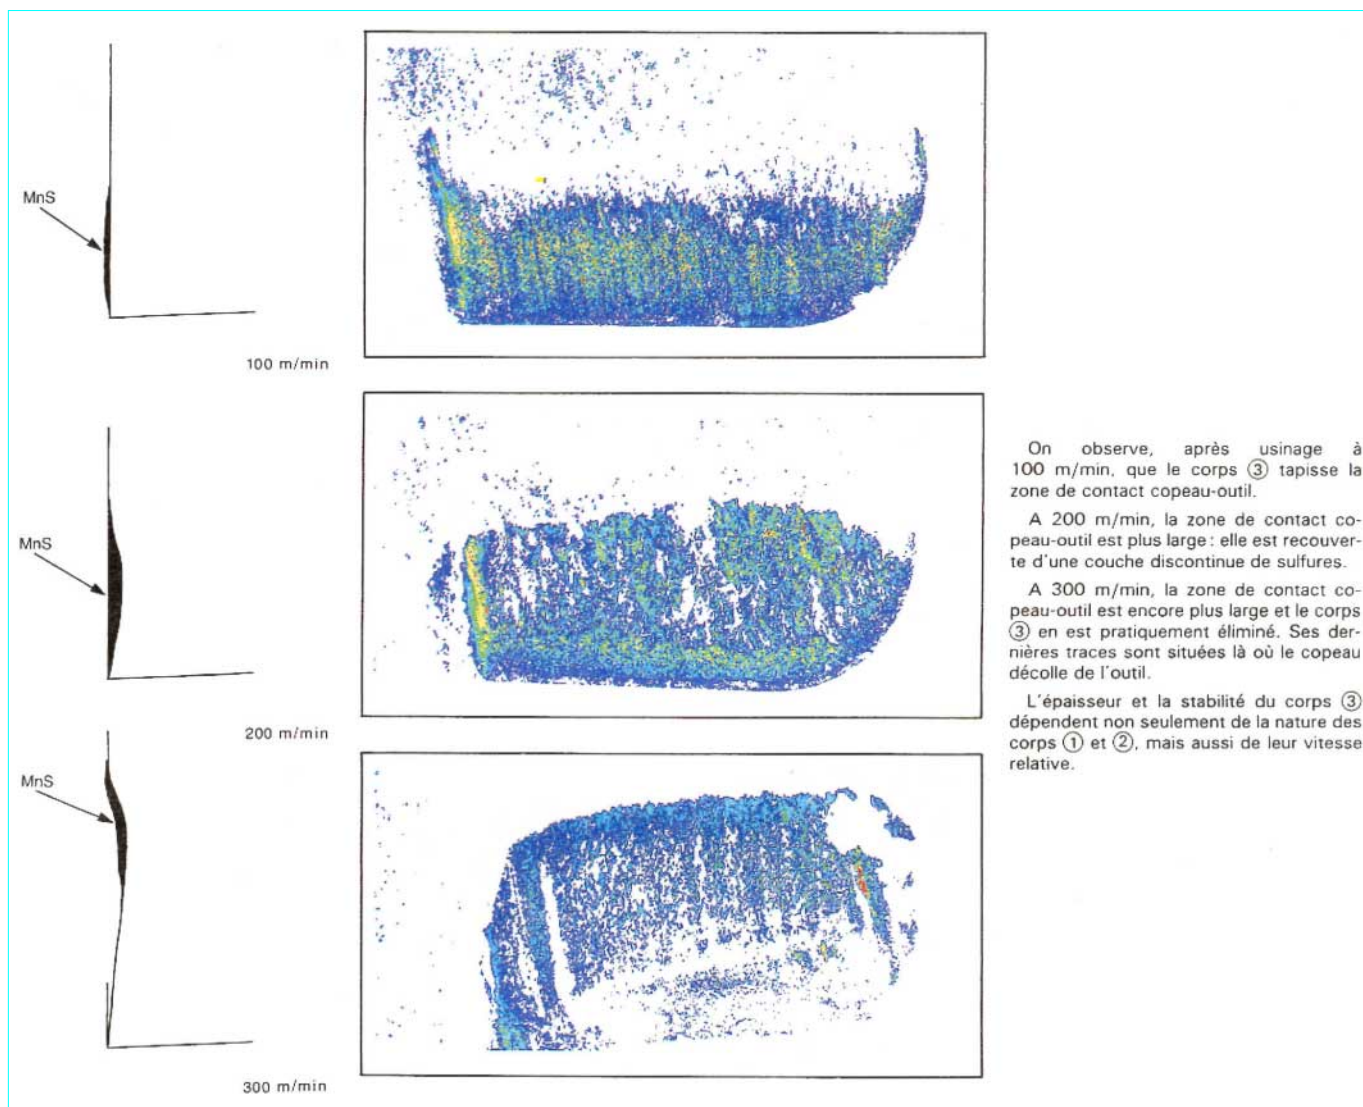 MnS
100 m/min
MnS
200 m/min
MnS
300 m/min
On observe, après usinage à
100 m/min, que le corps ③ tapisse la
zone de contact copeau-outil.
A 200 m/min, la zone de contact co-
peau-outil est plus large : elle est recouver-
te d'une couche discontinue de sulfures.
A 300 m/min, la zone de contact co-
peau-outil est encore plus large et le corps
③ en est pratiquement éliminé. Ses der-
nières traces sont situées là où le copeau
décolle de l'outil.
L'épaisseur et la stabilité du corps ③
dépendent non seulement de la nature des
corps ① et ②, mais aussi de leur vitesse
relative.